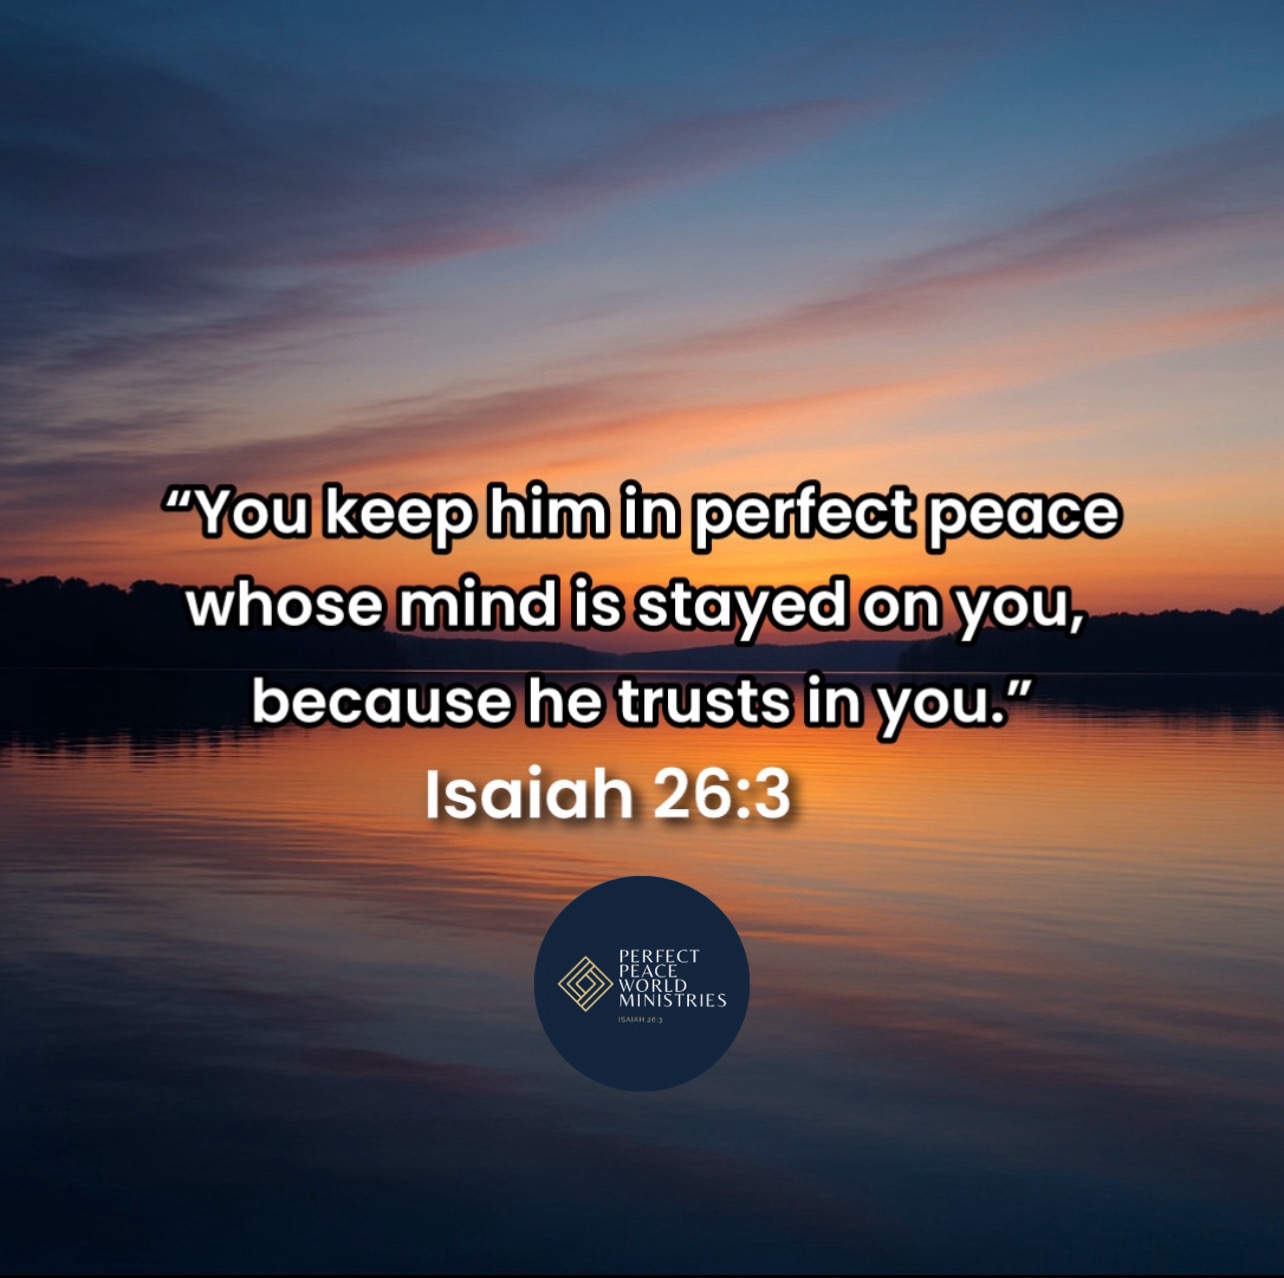 “You keep him in perfect peace
whose mind is stayed on you,
because he trusts in you.”
Isaiah 26:3
PERFECT
PEACE
WORLD
MINISTRIES
ISAIAH 26:3